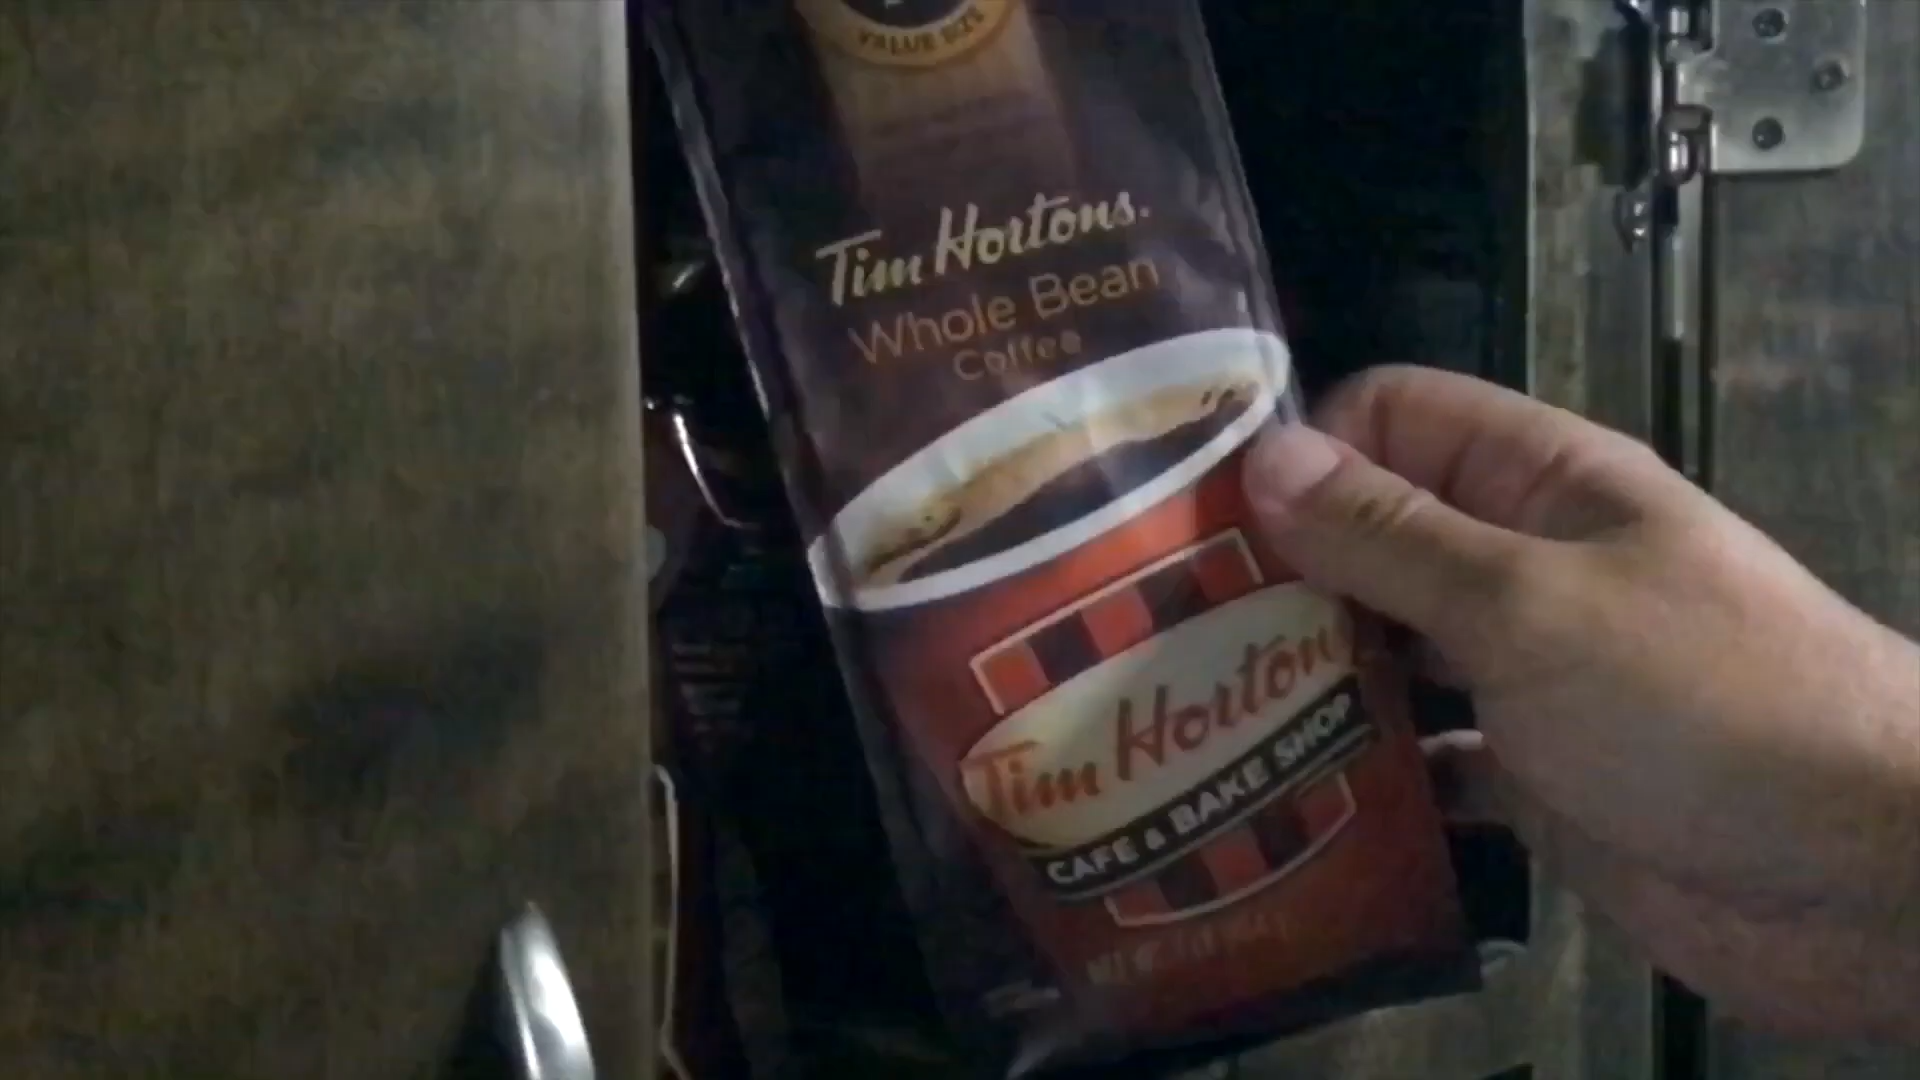 VALUE SIZE
Tim Hortons.
Whole Bean
Coffee
Tim Hortons
CAFE & BAKE SHOP